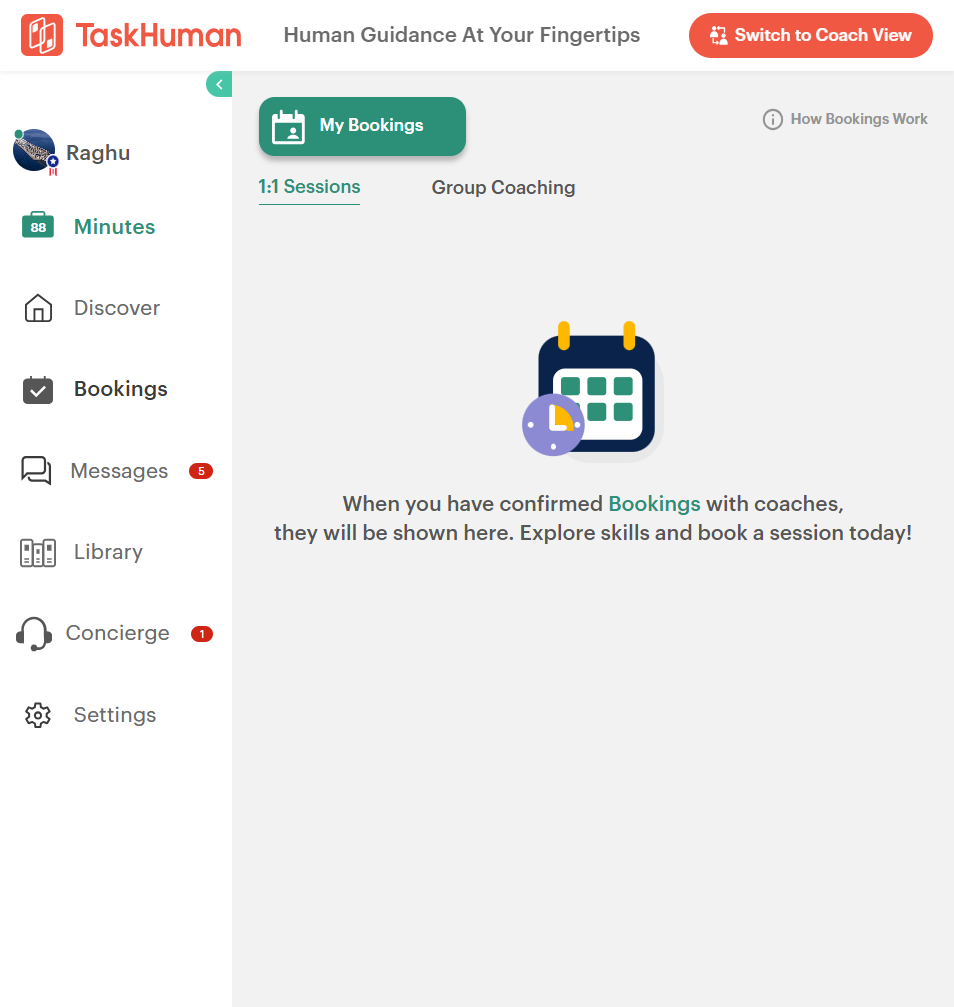 TaskHuman
Human Guidance At Your Fingertips
Switch to Coach View
Raghu
88
Minutes
Discover
Bookings
Messages
5
Library
Concierge
1
Settings
My Bookings
How Bookings Work
1:1 Sessions
Group Coaching
When you have confirmed Bookings with coaches,
they will be shown here. Explore skills and book a session today!